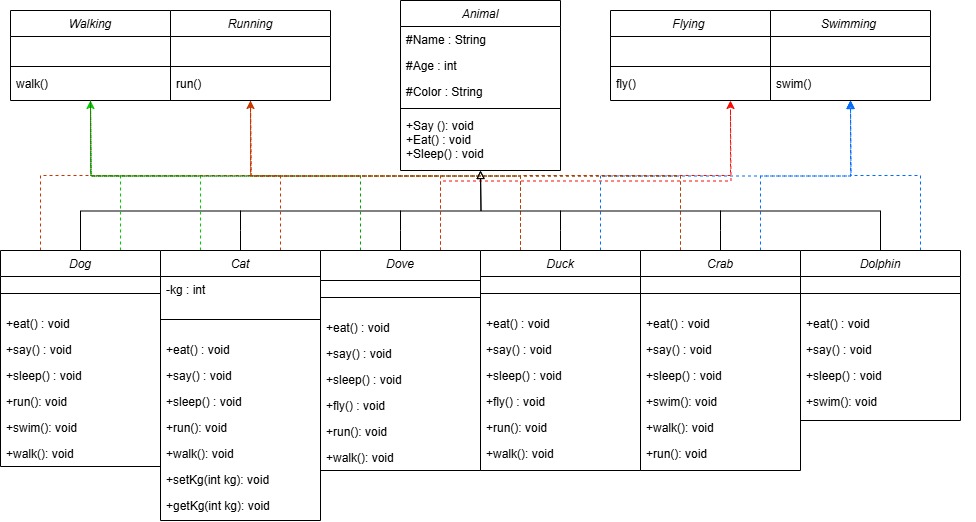 Walking
walk()
Running
run()
Animal
#Name : String
#Age : int
#Color : String
+Say (): void
+Eat() : void
+Sleep() : void
Flying
fly()
Swimming
swim()
Dog
+eat() : void
+say() : void
+sleep() : void
+run(): void
+swim(): void
+walk(): void
Cat
-kg : int
+eat() : void
+say() : void
+sleep() : void
+run(): void
+walk(): void
+setKg(int kg): void
+getKg(int kg): void
Dove
+eat() : void
+say() : void
+sleep() : void
+fly(): void
+run(): void
+walk(): void
Duck
+eat() : void
+say() : void
+sleep() : void
+fly(): void
+run(): void
+walk(): void
Crab
+eat() : void
+say() : void
+sleep() : void
+swim(): void
+walk(): void
+run(): void
Dolphin
+eat() : void
+say() : void
+sleep() : void
+swim(): void